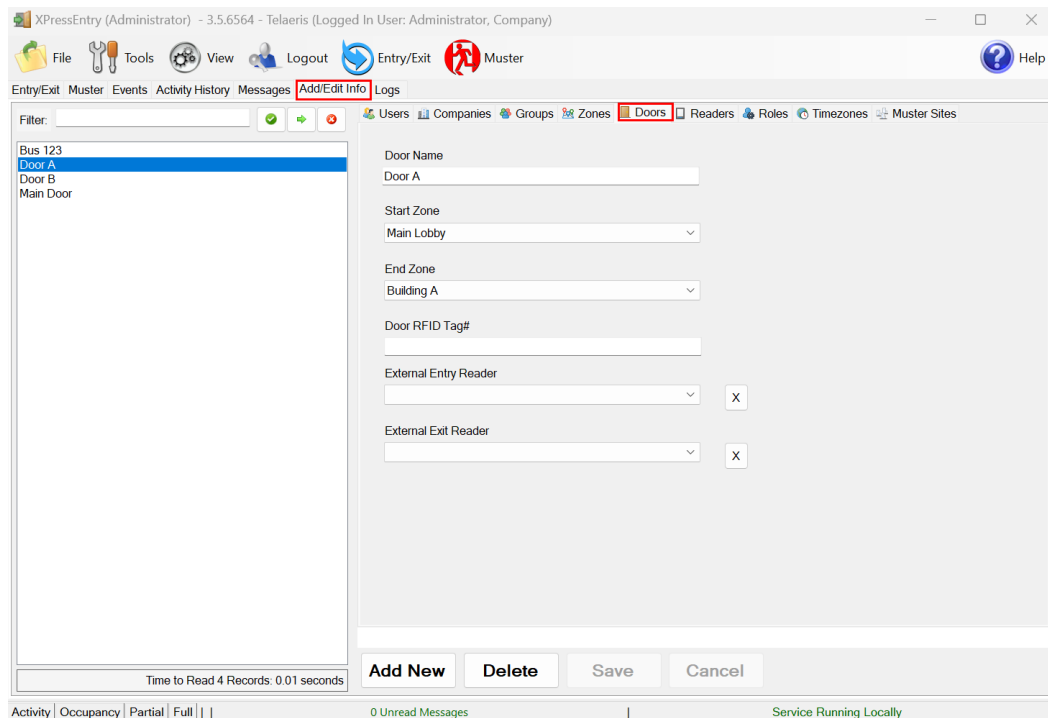 XPressEntry (Administrator) - 3.5.6564 - Telaeris (Logged In User: Administrator, Company)
File Tools View Logout Entry/Exit Muster Help
Entry/Exit Muster Events Activity History Messages Add/Edit Info Logs
Filter:
Users Companies Groups Zones Doors Readers Roles Timezones Muster Sites
Bus 123
Door A
Door B
Main Door
Door Name
Door A
Start Zone
Main Lobby
End Zone
Building A
Door RFID Tag#
External Entry Reader
X
External Exit Reader
X
Add New Delete Save Cancel
Time to Read 4 Records: 0.01 seconds
Activity Occupancy Partial Full | | 0 Unread Messages | Service Running Locally